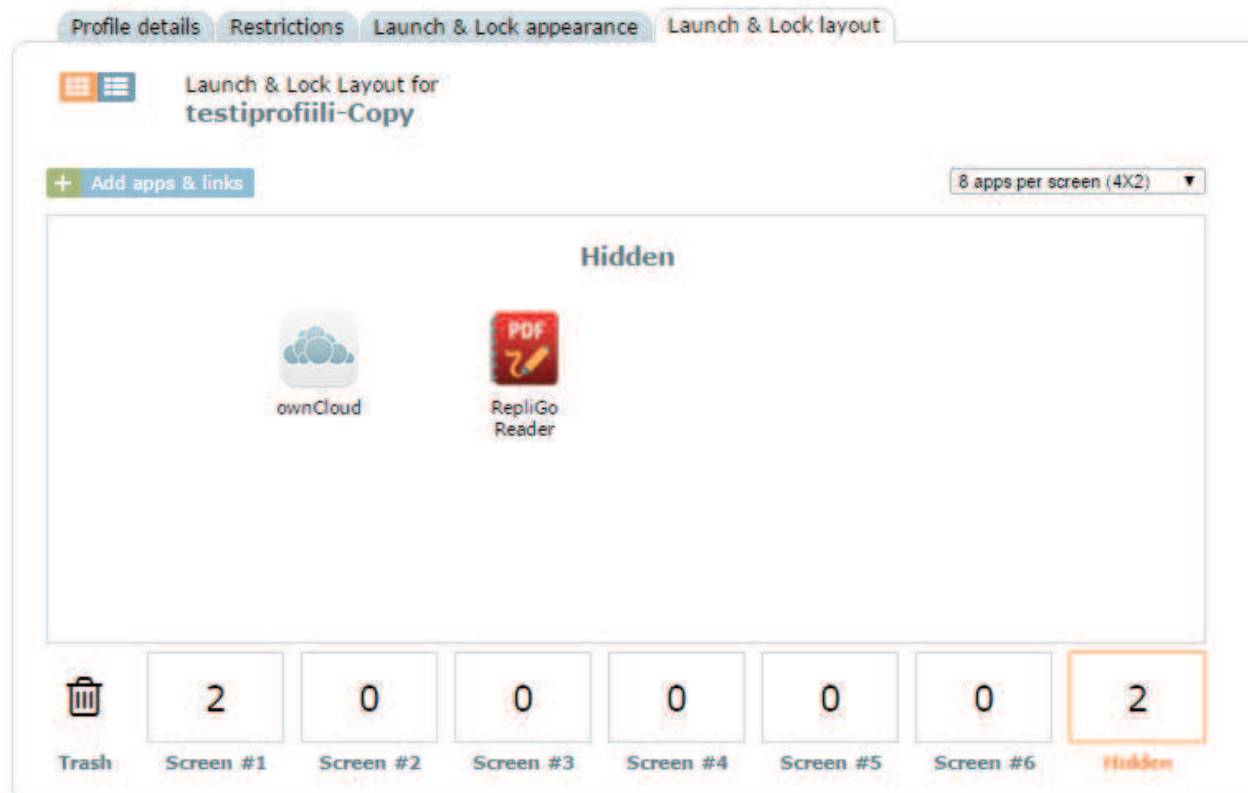 Profile details Restrictions Launch & Lock appearance Launch & Lock layout
Launch & Lock Layout for
testiprofiili-Copy
+ Add apps & links
8 apps per screen (4X2)
Hidden
PDF
ownCloud
RepliGo
Reader
2 0 0 0 0 0 2
Trash Screen #1 Screen #2 Screen #3 Screen #4 Screen #5 Screen #6 Hidden